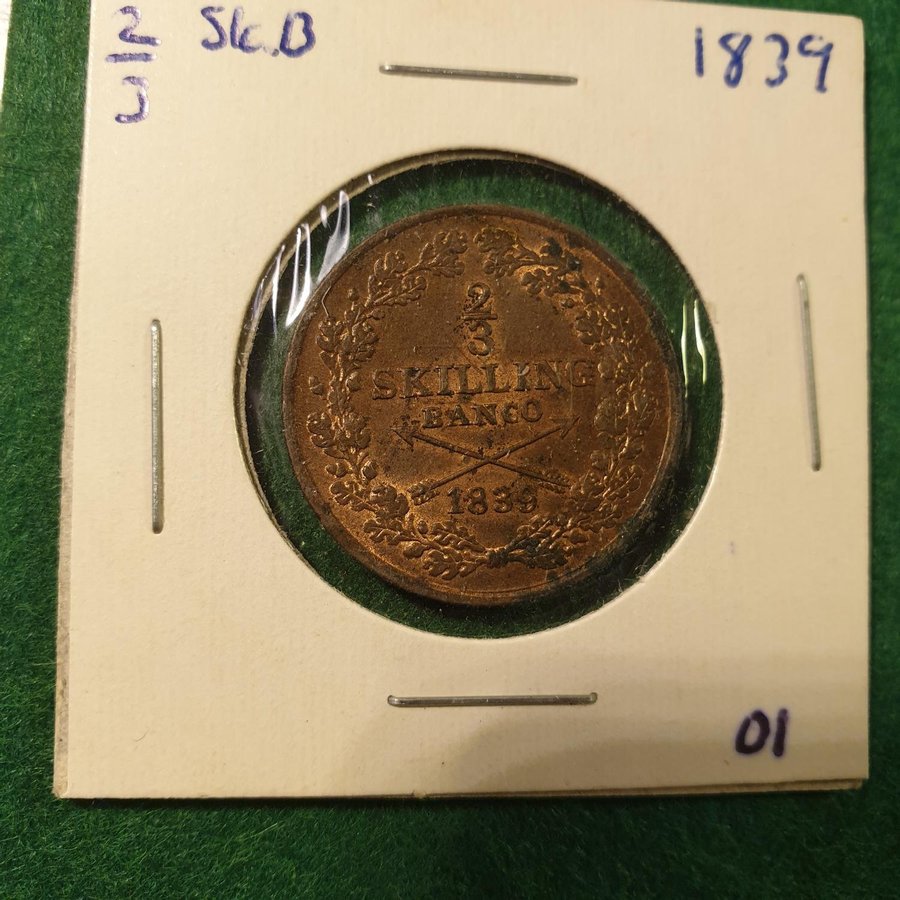 2/3 Sk.B 1839
2/3
SKILLING
BANCO
1839
01